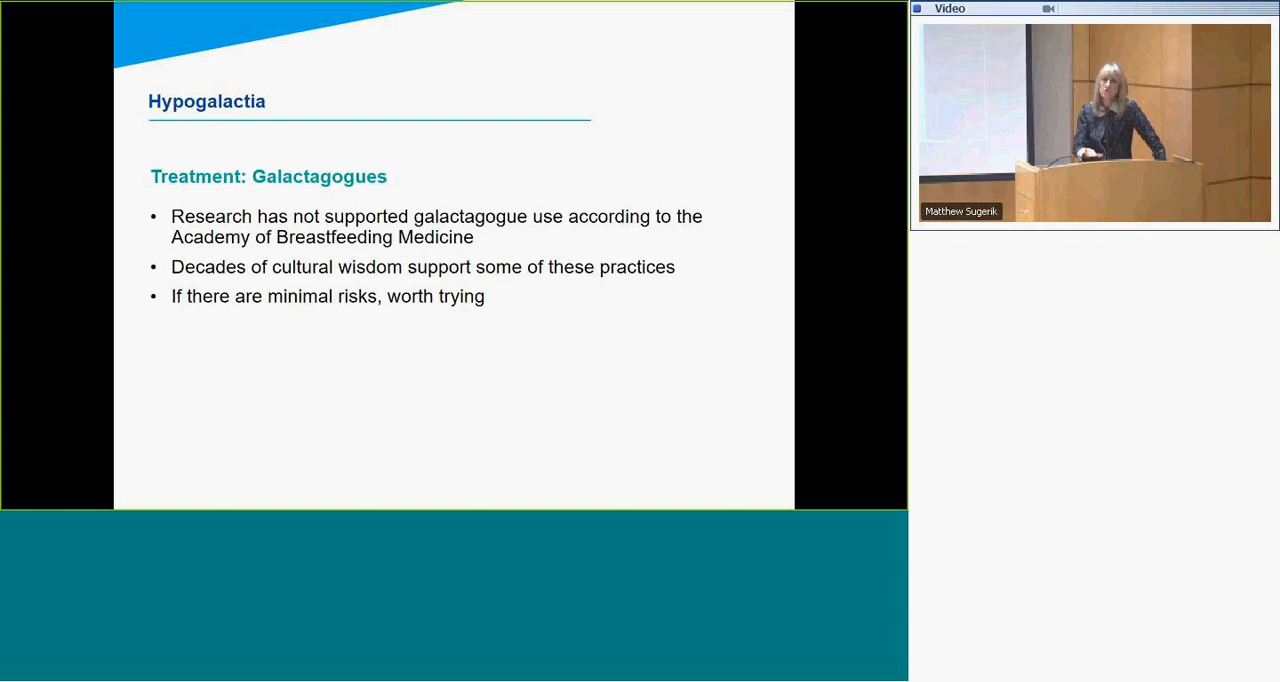 Hypogalactia
Treatment: Galactagogues
• Research has not supported galactagogue use according to the
Academy of Breastfeeding Medicine
• Decades of cultural wisdom support some of these practices
• If there are minimal risks, worth trying
Video
Matthew Sugerik